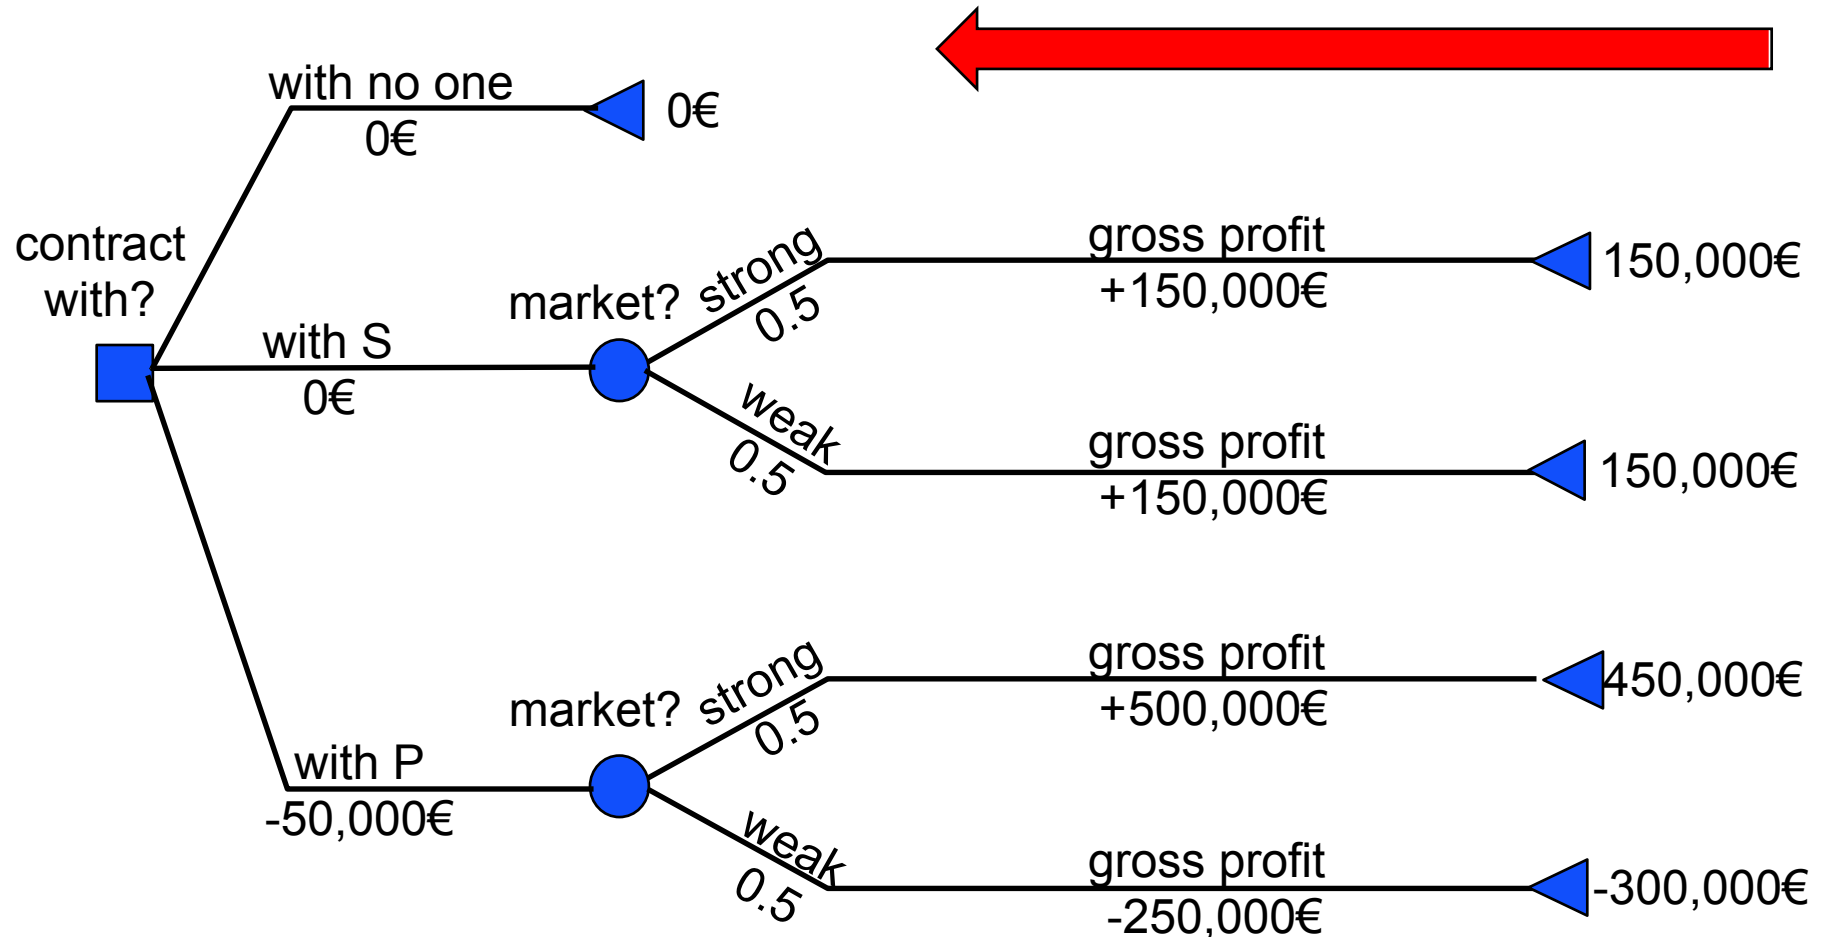 with no one
0€
0€
contract
with?
with S
0€
market?
strong
0.5
gross profit
+150,000€
150,000€
weak
0.5
gross profit
+150,000€
150,000€
with P
-50,000€
market?
strong
0.5
gross profit
+500,000€
450,000€
weak
0.5
gross profit
-250,000€
-300,000€